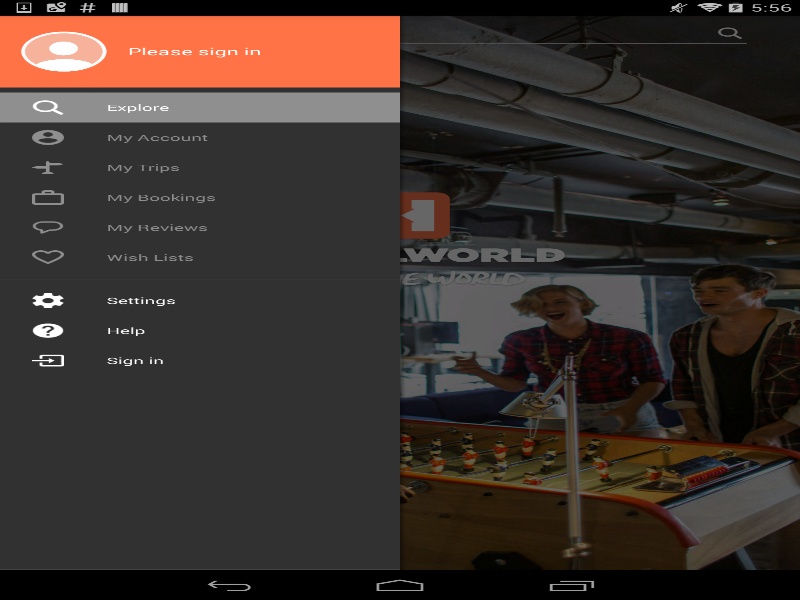 5:56
Please sign in
Explore
My Account
My Trips
My Bookings
My Reviews
Wish Lists
Settings
Help
Sign in
LWORLD
E WORLD